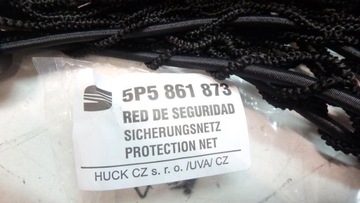 5P5 861 873
RED DE SEGURIDAD
SICHERUNGSNETZ
PROTECTION NET
HUCK CZ s. r. o. /UVA/ CZ